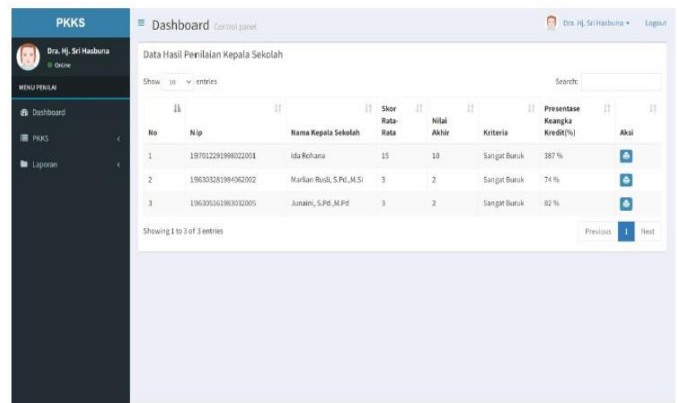 PKKS
Dashboard Control panel
Dra. Hj. Sri Hasbuna
Logout
Dra. Hj. Sri Hasbuna
Online
MENU PENILAI
Dashboard
PKKS
Laporan
Data Hasil Penilaian Kepala Sekolah
Show 10 entries
Search:
No Nip Nama Kepala Sekolah Skor Rata-Rata Nilai Akhir Kriteria Presentase Keangka Kredit(%) Aksi
1 197012291998022001 Ida Rohana 15 10 Sangat Buruk 387 %
2 196303281984062002 Marlian Rusli, S.Pd.,M.Si 3 2 Sangat Buruk 74 %
3 196305161983032005 Junaini, S.Pd.,M.Pd 3 2 Sangat Buruk 82 %
Showing 1 to 3 of 3 entries
Previous 1 Next